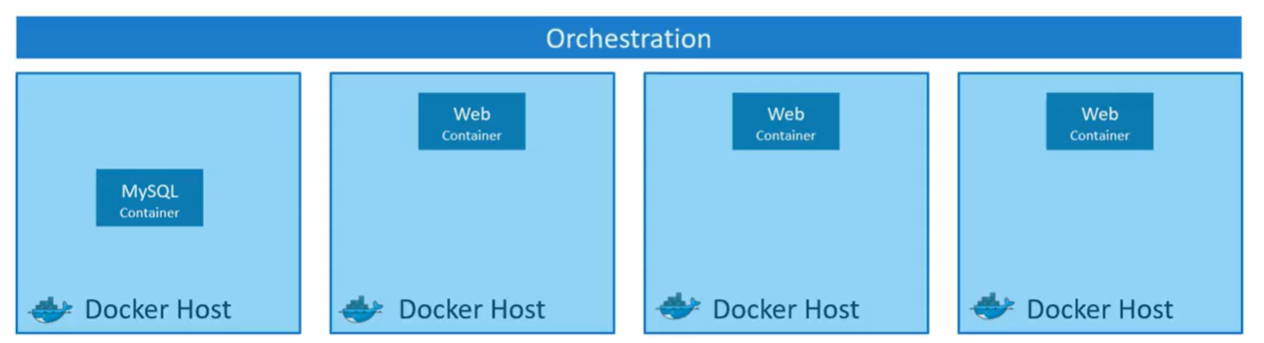 Orchestration
MySQL
Container
Docker Host
Web
Container
Docker Host
Web
Container
Docker Host
Web
Container
Docker Host